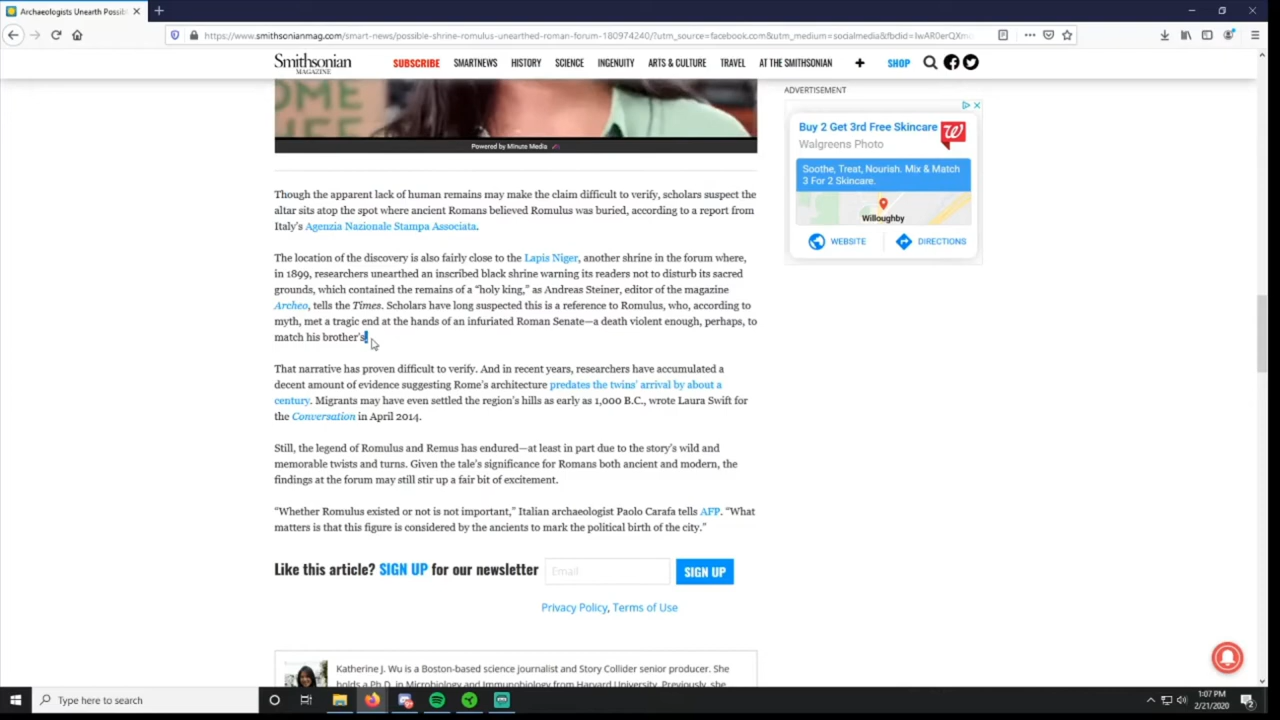 Archaeologists Unearth Possib
https://www.smithsonianmag.com/smart-news/possible-shrine-romulus-unearthed-roman-forum-180974240/?utm_source=facebook.com&utm_medium=socialmedia&fbclid=IwAR0erQXm
Smithsonian
MAGAZINE
SUBSCRIBE SMARTNEWS HISTORY SCIENCE INGENUITY ARTS & CULTURE TRAVEL AT THE SMITHSONIAN + SHOP
Powered by Minute Media
Though the apparent lack of human remains may make the claim difficult to verify, scholars suspect the
altar sits atop the spot where ancient Romans believed Romulus was buried, according to a report from
Italy's Agenzia Nazionale Stampa Associata.
The location of the discovery is also fairly close to the Lapis Niger, another shrine in the forum where,
in 1899, researchers unearthed an inscribed black shrine warning its readers not to disturb its sacred
grounds, which contained the remains of a “holy king,” as Andreas Steiner, editor of the magazine
Archeo, tells the Times. Scholars have long suspected this is a reference to Romulus, who, according to
myth, met a tragic end at the hands of an infuriated Roman Senate—a death violent enough, perhaps, to
match his brother's.
That narrative has proven difficult to verify. And in recent years, researchers have accumulated a
decent amount of evidence suggesting Rome's architecture predates the twins' arrival by about a
century. Migrants may have even settled the region's hills as early as 1,000 B.C., wrote Laura Swift for
the Conversation in April 2014.
Still, the legend of Romulus and Remus has endured—at least in part due to the story's wild and
memorable twists and turns. Given the tale's significance for Romans both ancient and modern, the
findings at the forum may still stir up a fair bit of excitement.
“Whether Romulus existed or not is not important,” Italian archaeologist Paolo Carafa tells AFP. “What
matters is that this figure is considered by the ancients to mark the political birth of the city.”
Like this article? SIGN UP for our newsletter
Email
SIGN UP
Privacy Policy, Terms of Use
Katherine J. Wu is a Boston-based science journalist and Story Collider senior producer. She
holds a Ph.D. in Microbiology and Immunobiology from Harvard University. Previously, she
ADVERTISEMENT
Buy 2 Get 3rd Free Skincare
Walgreens Photo
Soothe, Treat, Nourish. Mix & Match
3 For 2 Skincare.
Willoughby
WEBSITE
DIRECTIONS
Type here to search
1:07 PM
2/21/2020
2